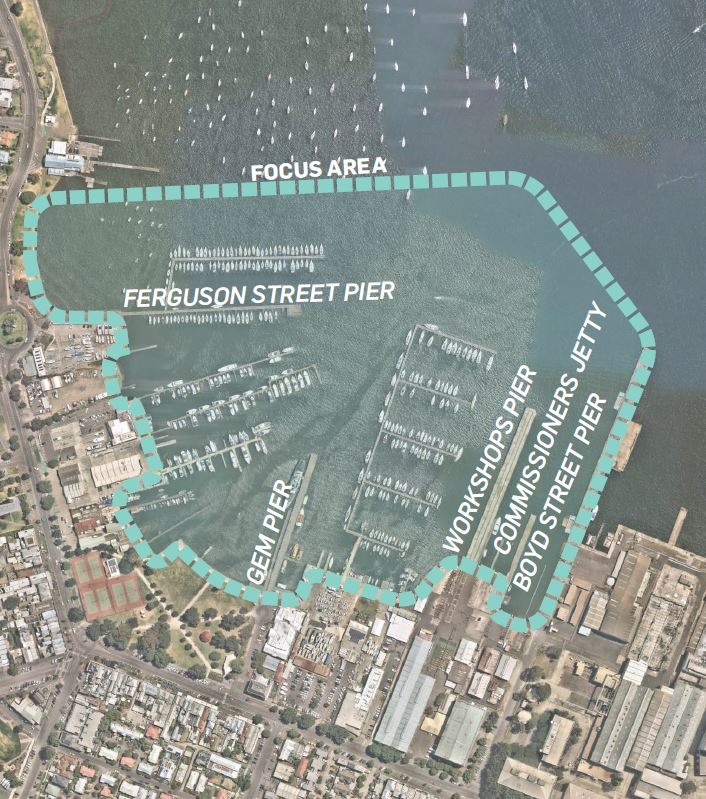 FOCUS AREA
FERGUSON STREET PIER
GEM PIER
WORKSHOPS PIER
COMMISSIONERS JETTY
BOYD STREET PIER